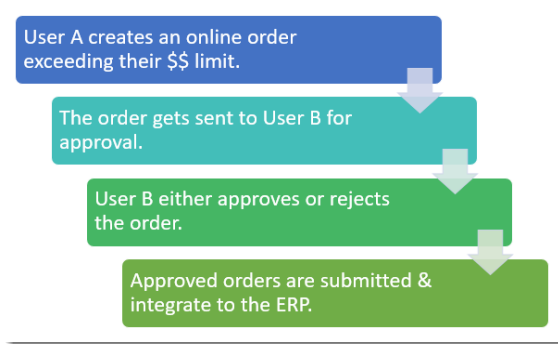 User A creates an online order
exceeding their $$ limit.
The order gets sent to User B for
approval.
User B either approves or rejects
the order.
Approved orders are submitted &
integrate to the ERP.